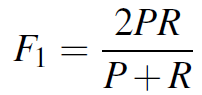 F₁ = 2PR / (P + R)